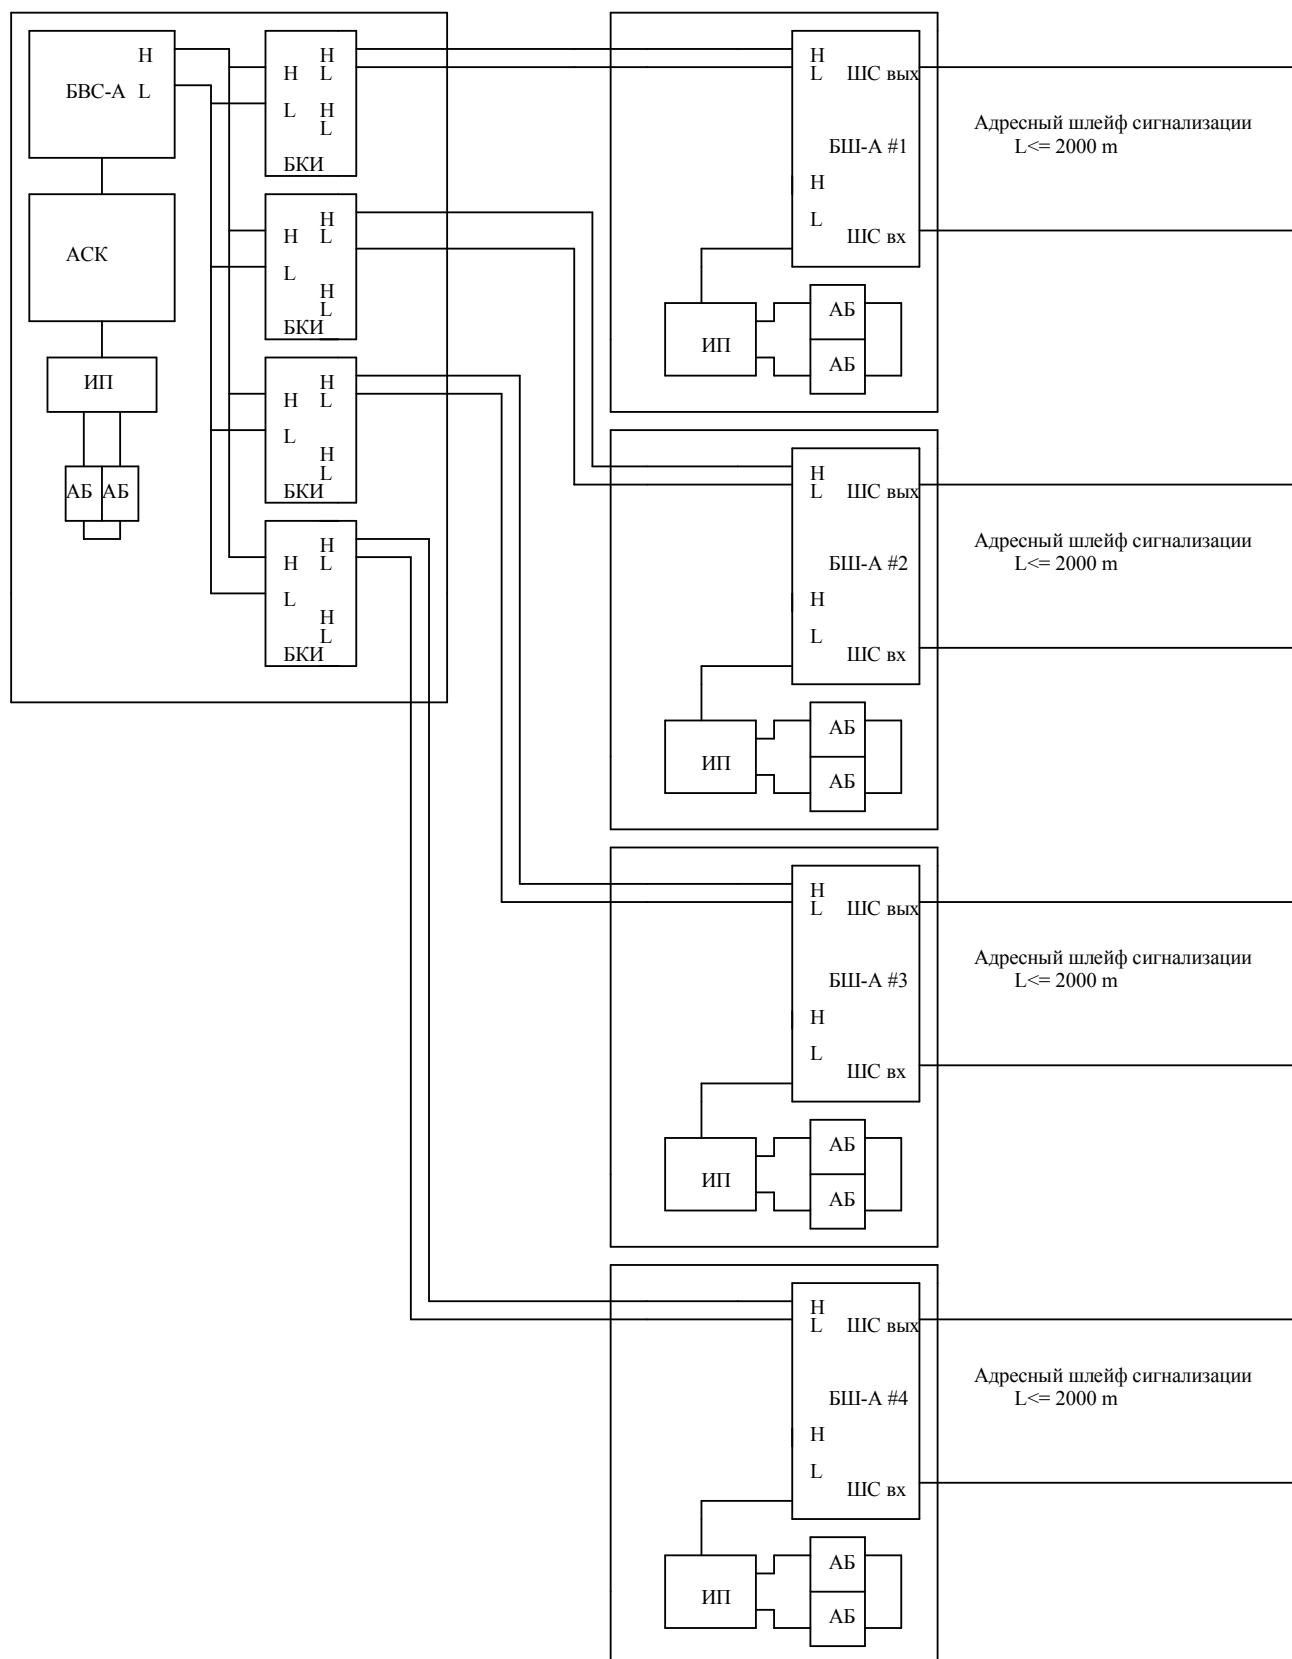 H
БВС-А L
АСК
ИП
АБ АБ
H
H L
L H
L
БКИ
H
H L
L
H
L
БКИ
H
H L
L
H
L
БКИ
H
H L
L
H
L
БКИ
H
L ШС вых
БШ-А #1
H
L
ШС вх
ИП
АБ
АБ
Адресный шлейф сигнализации
L<= 2000 m
H
L ШС вых
БШ-А #2
H
L
ШС вх
ИП
АБ
АБ
Адресный шлейф сигнализации
L<= 2000 m
H
L ШС вых
БШ-А #3
H
L
ШС вх
ИП
АБ
АБ
Адресный шлейф сигнализации
L<= 2000 m
H
L ШС вых
БШ-А #4
H
L
ШС вх
ИП
АБ
АБ
Адресный шлейф сигнализации
L<= 2000 m